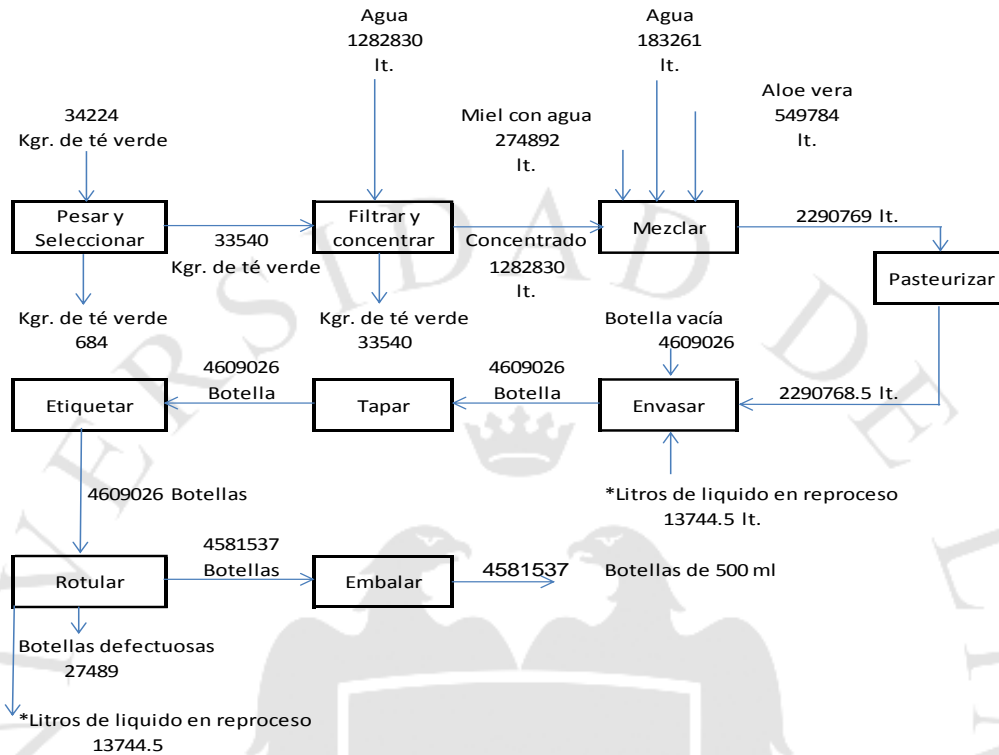 Agua
1282830
lt.
Agua
183261
lt.
34224
Kgr. de té verde
Miel con agua
274892
lt.
Aloe vera
549784
lt.
Pesar y
Seleccionar
33540
Kgr. de té verde
Filtrar y
concentrar
Concentrado
1282830
lt.
Mezclar
2290769 lt.
Pasteurizar
Kgr. de té verde
684
Kgr. de té verde
33540
Botella vacía
4609026
2290768.5 lt.
Envasar
4609026
Botella
Tapar
4609026
Botella
Etiquetar
*Litros de liquido en reproceso
13744.5 lt.
4609026 Botellas
Rotular
4581537
Botellas
Embalar
4581537
Botellas de 500 ml
Botellas defectuosas
27489
*Litros de liquido en reproceso
13744.5
VERSIDAD DE LI